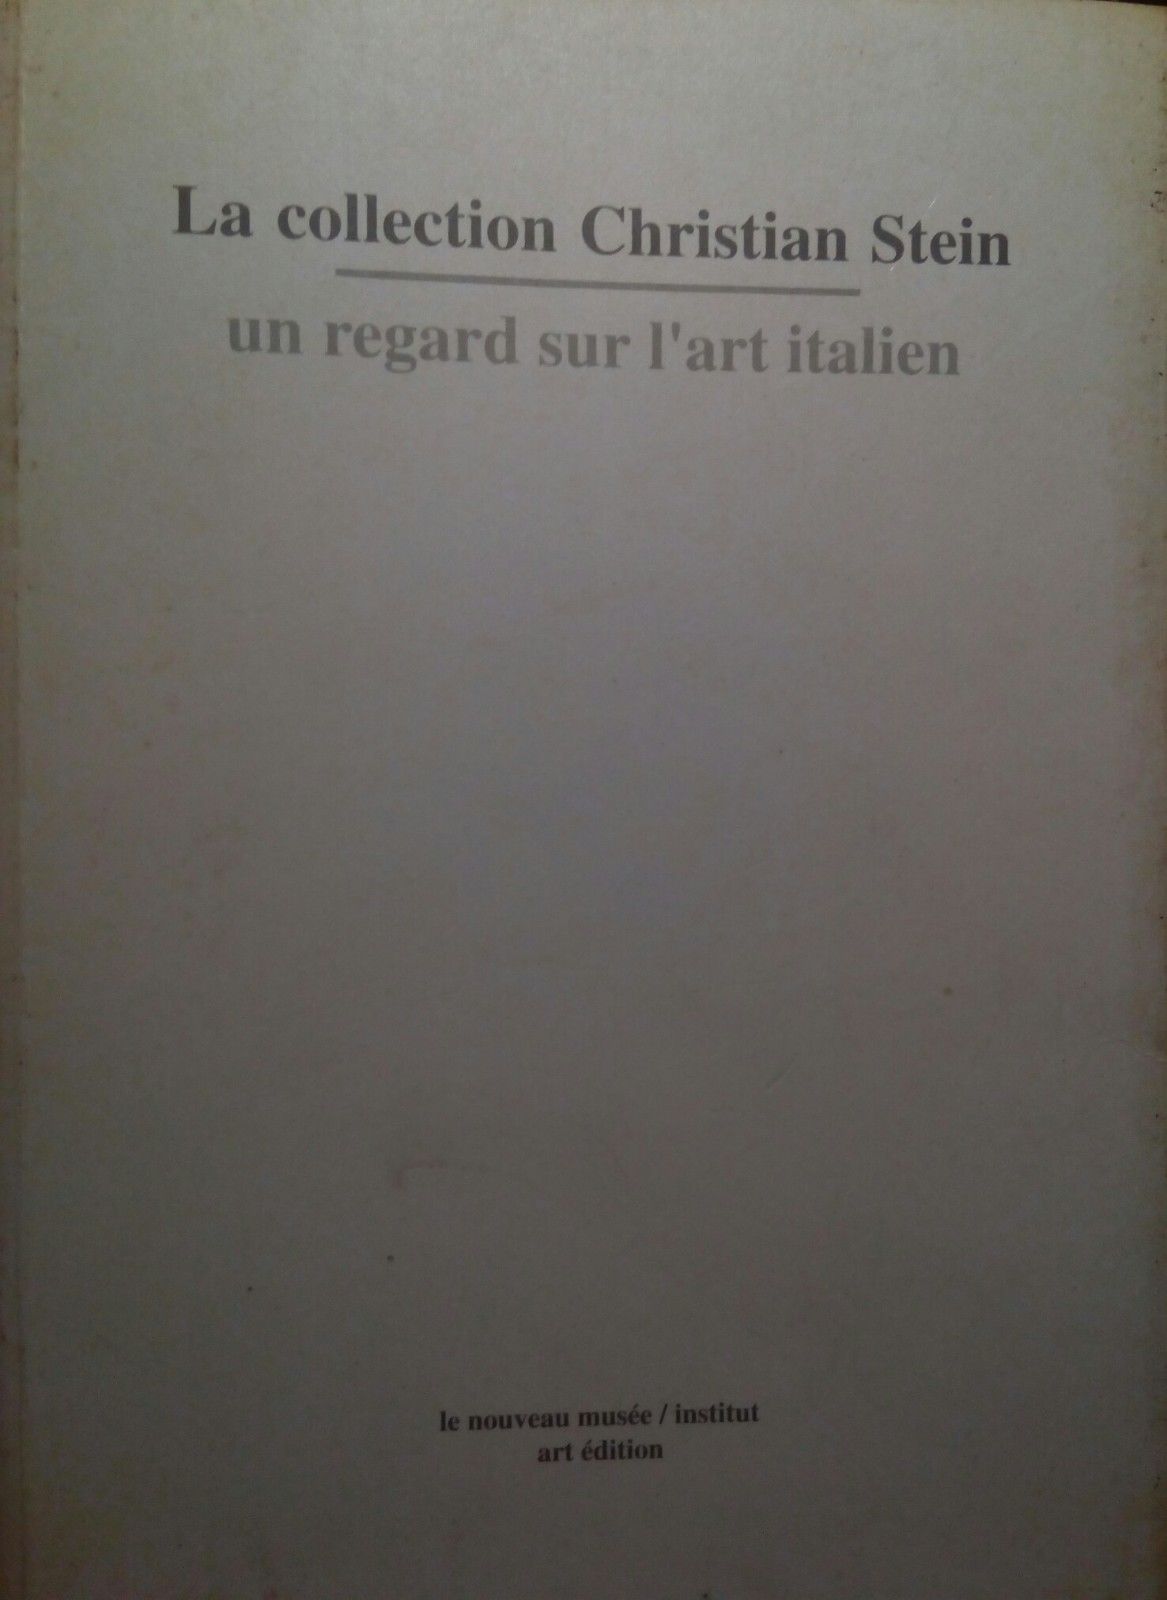 La collection Christian Stein
un regard sur l'art italien
le nouveau musée / institut
art édition